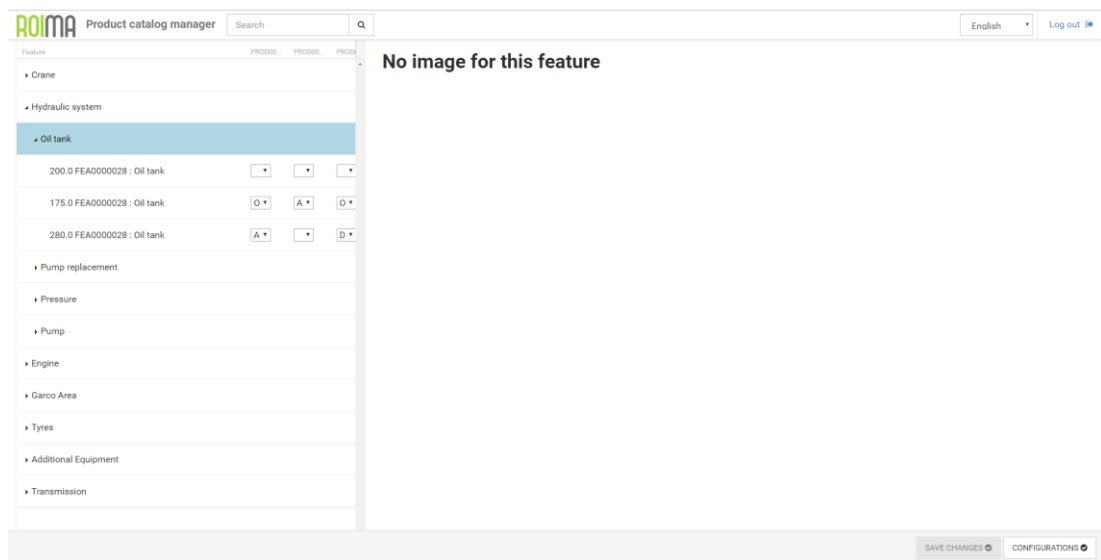 ROIMA Product catalog manager Search English Log out
Feature PROD00... PROD00... PROD
No image for this feature
Crane
Hydraulic system
Oil tank
200.0 FEA0000028 : Oil tank
175.0 FEA0000028 : Oil tank O A O
280.0 FEA0000028 : Oil tank A D
Pump replacement
Pressure
Pump
Engine
Garco Area
Tyres
Additional Equipment
Transmission
SAVE CHANGES CONFIGURATIONS